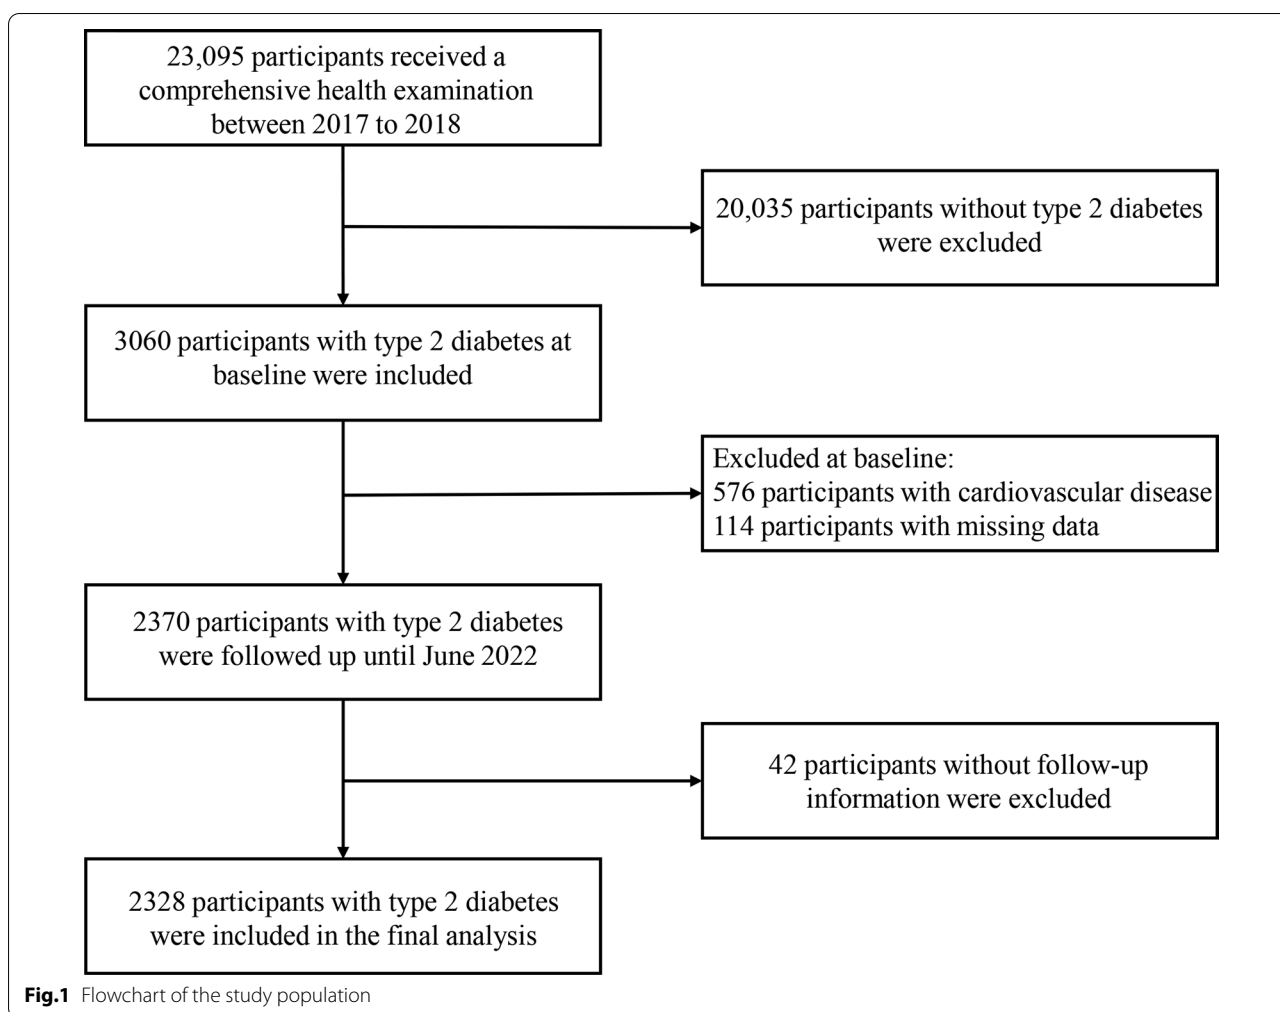 23,095 participants received a
comprehensive health examination
between 2017 to 2018
20,035 participants without type 2 diabetes
were excluded
3060 participants with type 2 diabetes at
baseline were included
Excluded at baseline:
576 participants with cardiovascular disease
114 participants with missing data
2370 participants with type 2 diabetes
were followed up until June 2022
42 participants without follow-up
information were excluded
2328 participants with type 2 diabetes
were included in the final analysis
Fig.1 Flowchart of the study population